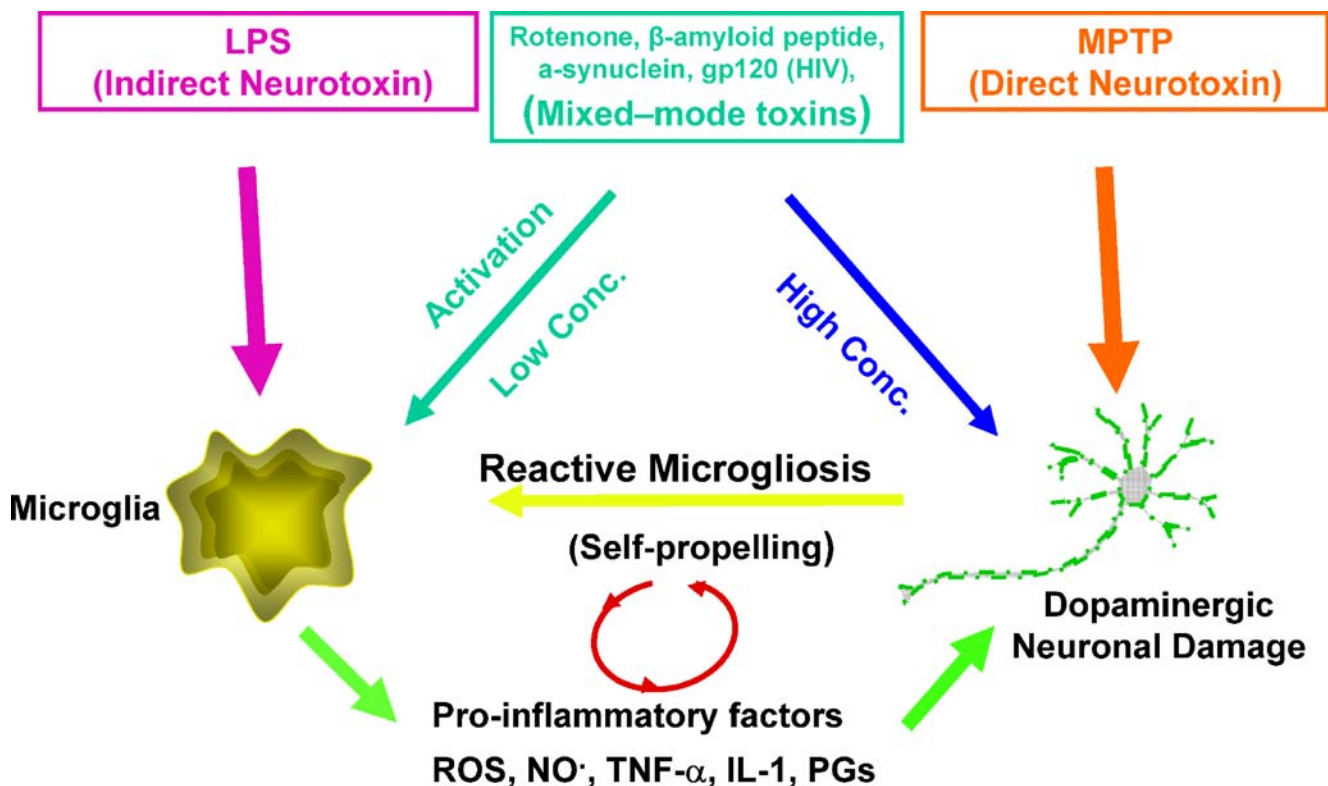 LPS
(Indirect Neurotoxin)
Rotenone, β-amyloid peptide,
a-synuclein, gp120 (HIV),
(Mixed–mode toxins)
MPTP
(Direct Neurotoxin)
Activation
Low Conc.
High Conc.
Reactive Microgliosis
Microglia
(Self-propelling)
Dopaminergic
Neuronal Damage
Pro-inflammatory factors
ROS, NO·, TNF-α, IL-1, PGs